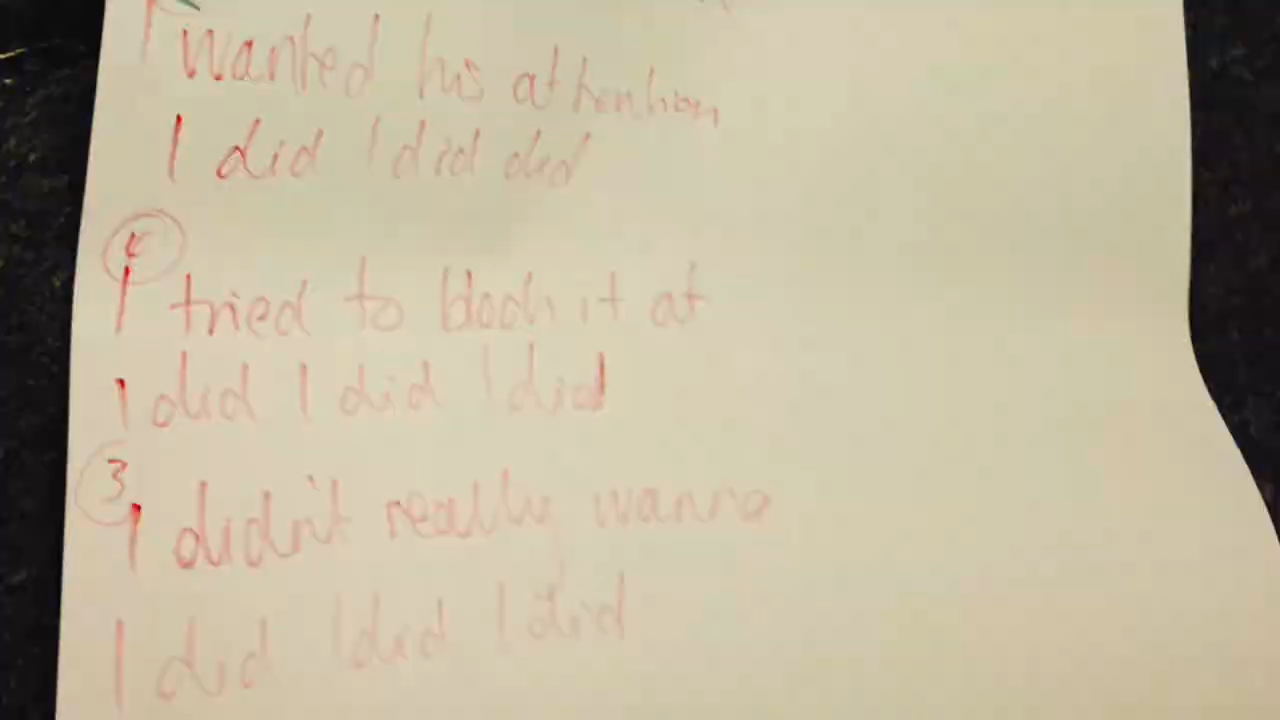 I wanted his attention
I did I did did
4
I tried to block it at
I did I did I did
3
I didn't really wanna
I did I did I did